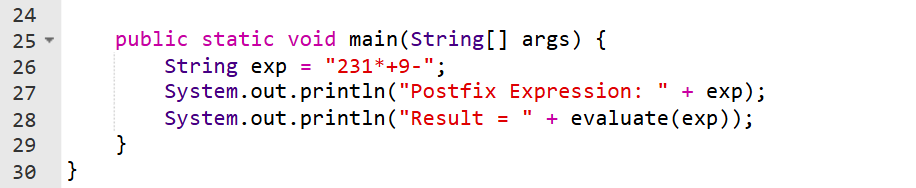 24
25 public static void main(String[] args) {
26 String exp = "231*+9-";
27 System.out.println("Postfix Expression: " + exp);
28 System.out.println("Result = " + evaluate(exp));
29 }
30 }